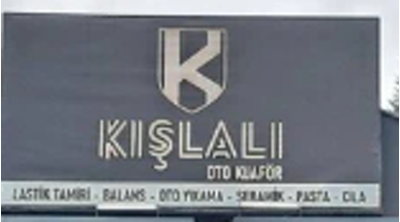 K
KIŞLALI
OTO KUAFÖR
LASTİK TAMİRİ - BALANS - OTO YIKAMA - SERAMİK - PASTA - CİLA